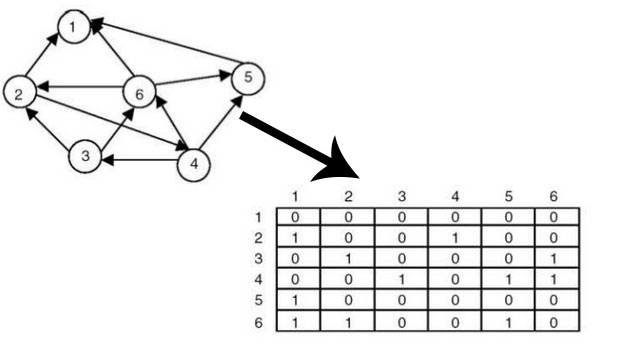 1
2
6
5
3
4
1 2 3 4 5 6
1 0 0 0 0 0 0
2 1 0 0 1 0 0
3 0 1 0 0 0 1
4 0 0 1 0 1 1
5 1 0 0 0 0 0
6 1 1 0 0 1 0